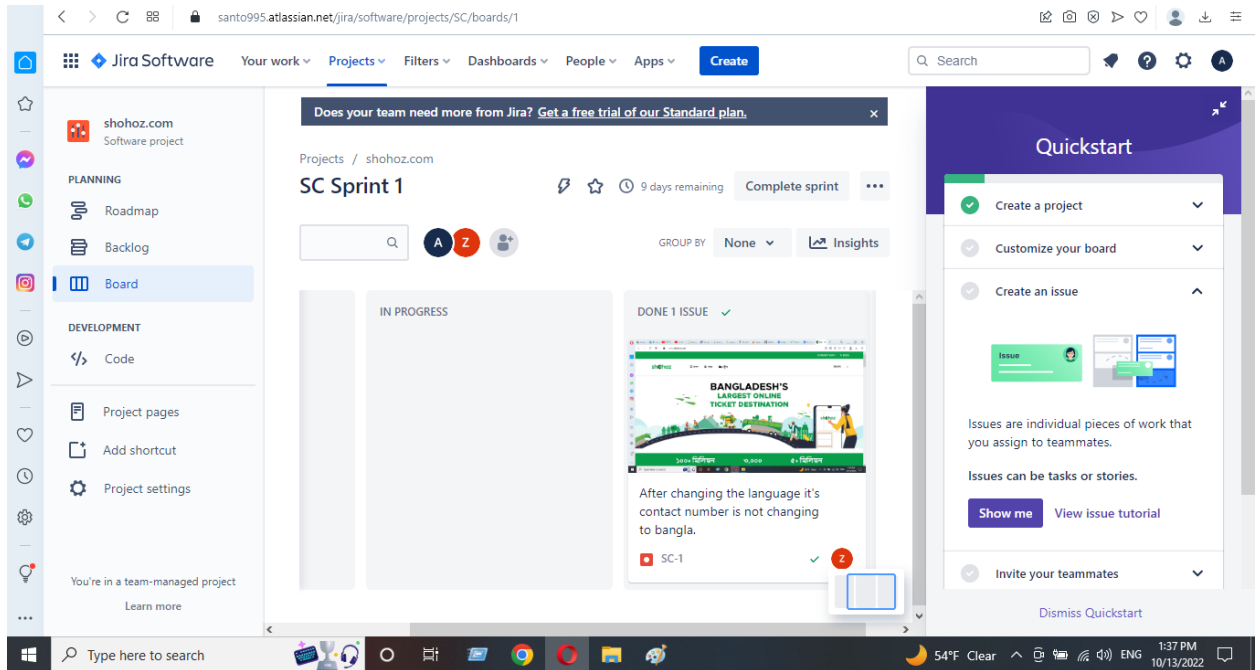 santo995.atlassian.net/jira/software/projects/SC/boards/1
Jira Software
Your work
Projects
Filters
Dashboards
People
Apps
Create
Search
A
shohoz.com
Software project
PLANNING
Roadmap
Backlog
Board
DEVELOPMENT
Code
Project pages
Add shortcut
Project settings
You're in a team-managed project
Learn more
Does your team need more from Jira? Get a free trial of our Standard plan.
Projects / shohoz.com
SC Sprint 1
9 days remaining
Complete sprint
A
Z
GROUP BY
None
Insights
IN PROGRESS
DONE 1 ISSUE
shohoz
BANGLADESH'S
LARGEST ONLINE
TICKET DESTINATION
After changing the language it's
contact number is not changing
to bangla.
SC-1
Z
Quickstart
Create a project
Customize your board
Create an issue
Issue
Issues are individual pieces of work that
you assign to teammates.
Issues can be tasks or stories.
Show me
View issue tutorial
Invite your teammates
Dismiss Quickstart
Type here to search
54°F Clear
ENG
1:37 PM
10/13/2022